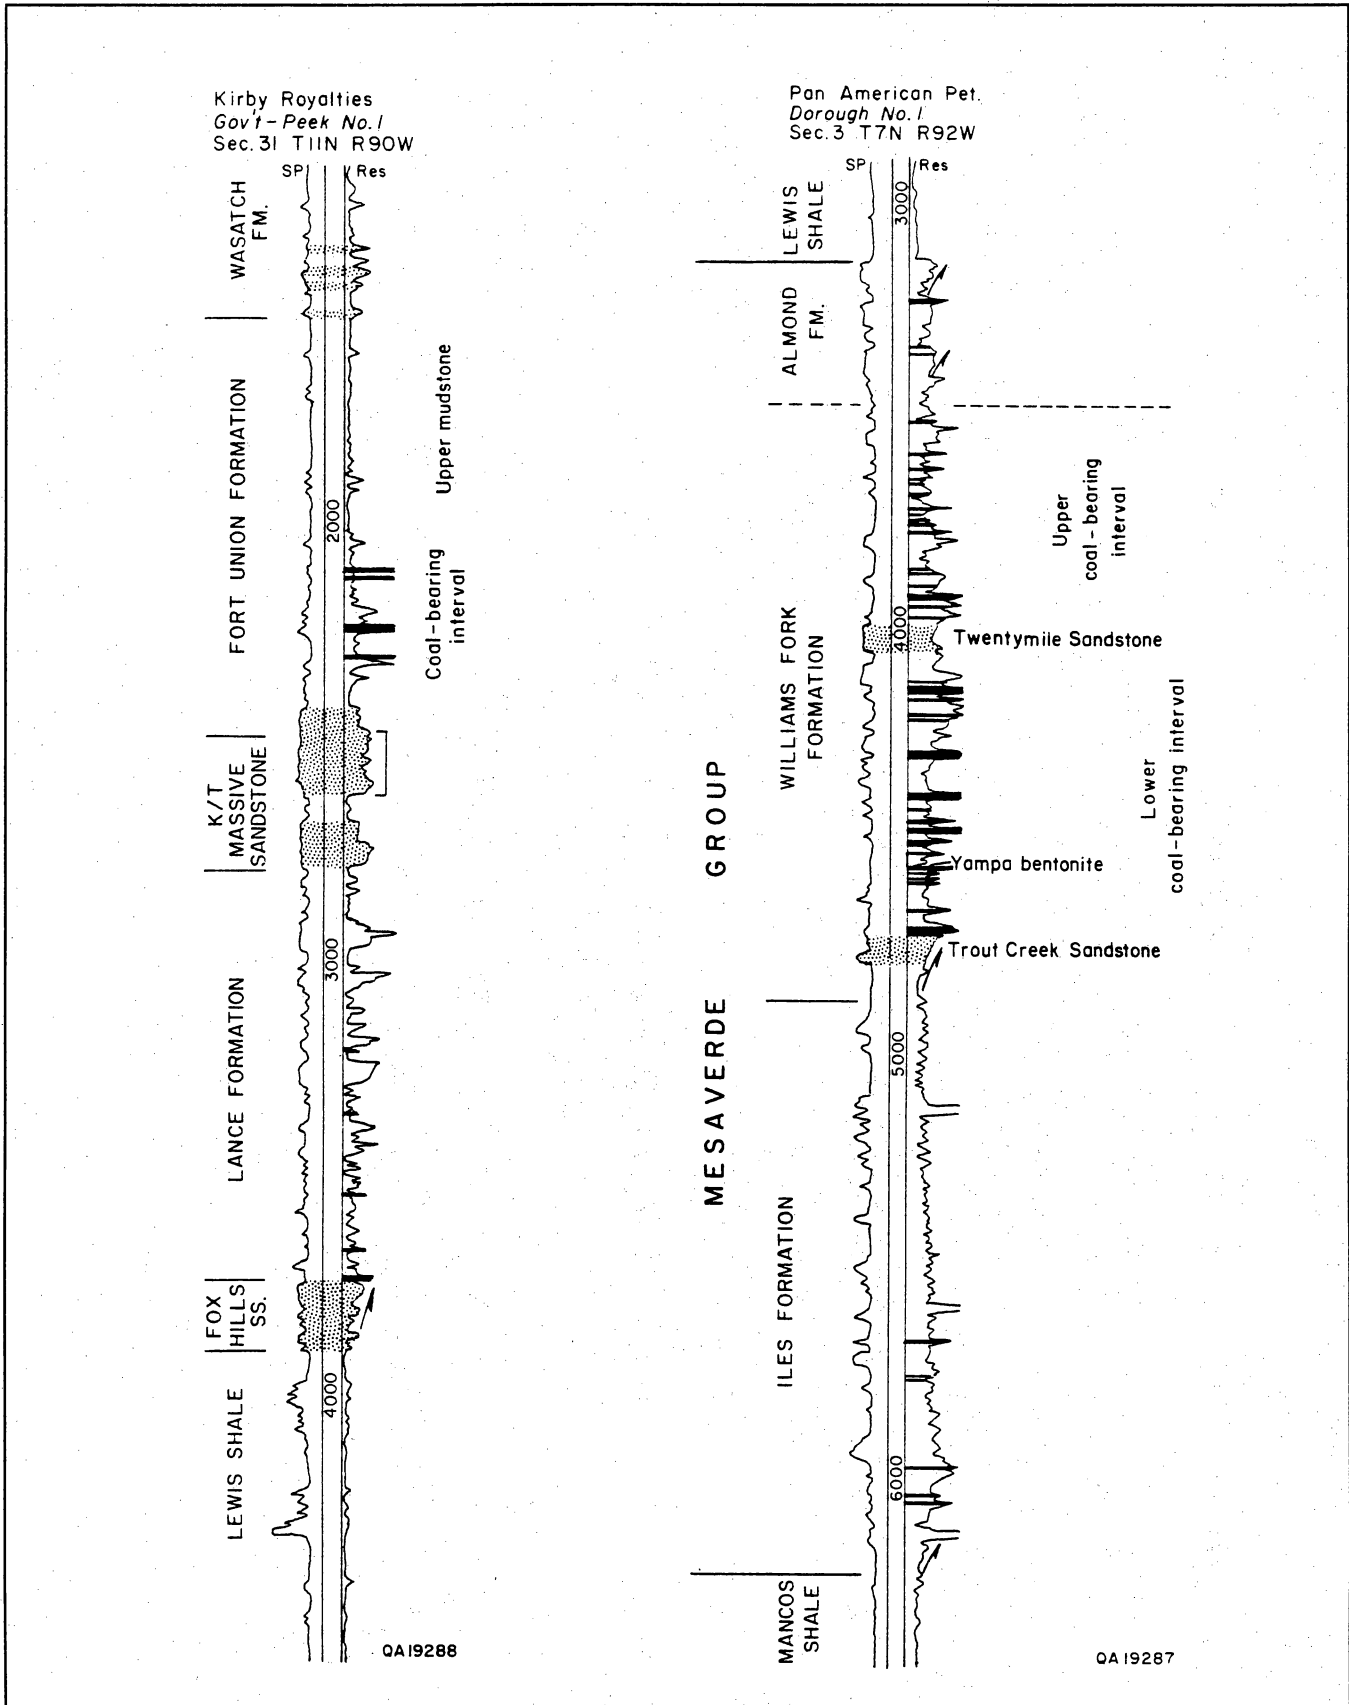 Kirby Royalties
Gov't-Peek No.1
Sec.31 T11N R90W
SP
Res
WASATCH
FM.
FORT UNION FORMATION
K/T
MASSIVE
SANDSTONE
LANCE FORMATION
FOX
HILLS
SS.
LEWIS SHALE
2000
3000
4000
Upper mudstone
Coal-bearing
interval
QA19288
Pan American Pet.
Dorough No.1
Sec.3 T7N R92W
SP
Res
MESAVERDE GROUP
LEWIS
SHALE
ALMOND
FM.
WILLIAMS FORK
FORMATION
ILES FORMATION
MANCOS
SHALE
3000
4000
5000
6000
Upper
coal-bearing
interval
Twentymile Sandstone
Lower
coal-bearing interval
Yampa bentonite
Trout Creek Sandstone
QA19287